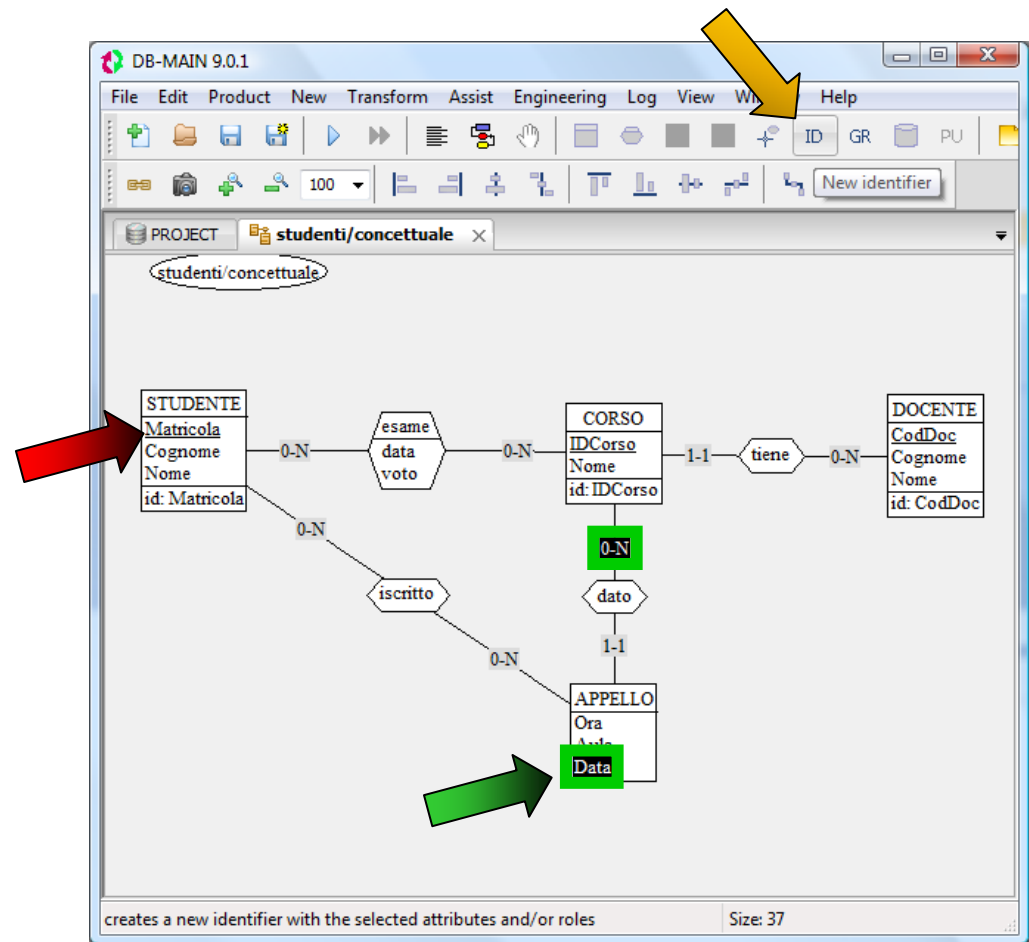 DB-MAIN 9.0.1
File Edit Product New Transform Assist Engineering Log View Help
ID GR PU
100
New identifier
PROJECT studenti/concettuale
studenti/concettuale
STUDENTE
Matricola
Cognome
Nome
id: Matricola
0-N
esame
data
voto
0-N
CORSO
IDCorso
Nome
id: IDCorso
1-1
tiene
0-N
DOCENTE
CodDoc
Cognome
Nome
id: CodDoc
0-N
0-N
iscritto
dato
0-N
1-1
APPELLO
Ora
Data
creates a new identifier with the selected attributes and/or roles Size: 37